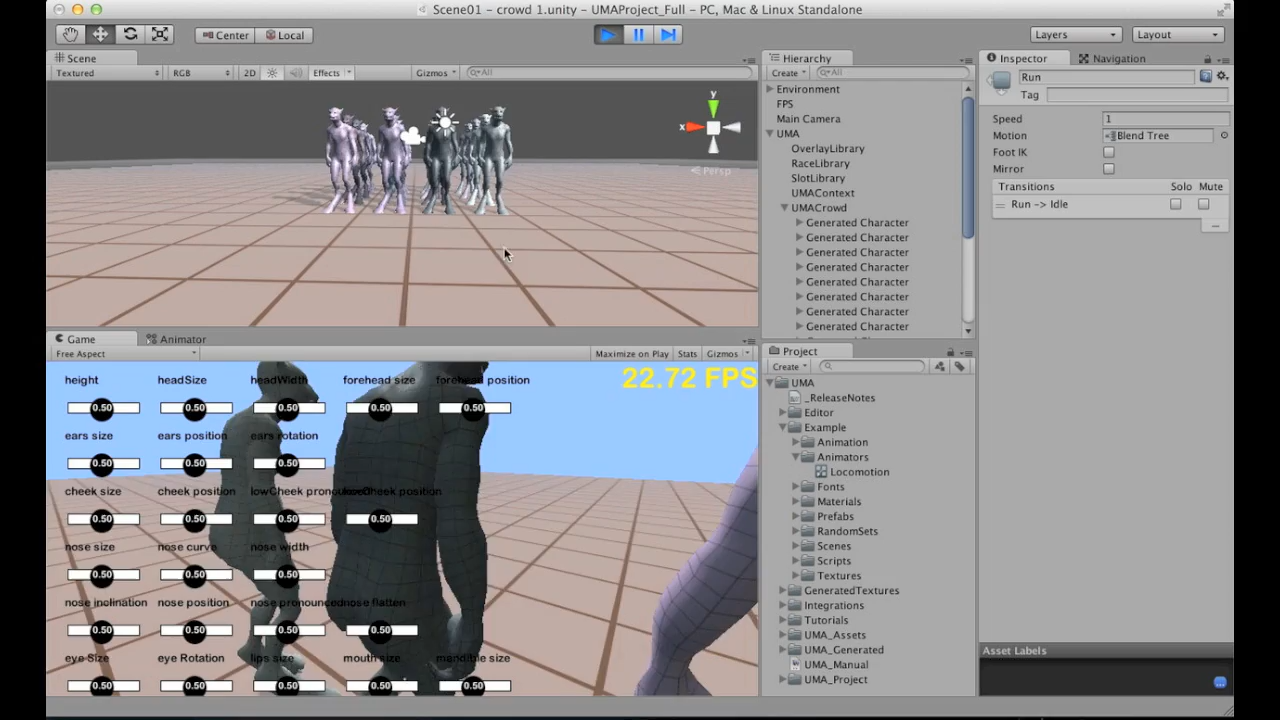 Scene01 - crowd 1.unity - UMAProject_Full - PC, Mac & Linux Standalone
Center Local Layers Layout
Scene
Textured RGB 2D Effects Gizmos All
y
x
Persp
Hierarchy
Create All
Environment
FPS
Main Camera
UMA
OverlayLibrary
RaceLibrary
SlotLibrary
UMAContext
UMACrowd
Generated Character
Generated Character
Generated Character
Generated Character
Generated Character
Generated Character
Generated Character
Generated Character
Inspector Navigation
Run
Tag
Speed 1
Motion Blend Tree
Foot IK
Mirror
Transitions Solo Mute
Run -> Idle
Asset Labels
Game Animator
Free Aspect Maximize on Play Stats Gizmos
22.72 FPS
height headSize headWidth forehead size forehead position
0.50 0.50 0.50 0.50 0.50
ears size ears position ears rotation
0.50 0.50 0.50
cheek size cheek position lowCheek position
0.50 0.50 0.50 0.50
nose size nose curve nose width
0.50 0.50 0.50
nose inclination nose position nose pronounced nose flatten
0.50 0.50 0.50 0.50
eye Size eye Rotation lips size mouth size mandible size
0.50 0.50 0.50 0.50 0.50
Project
Create
UMA
_ReleaseNotes
Editor
Example
Animation
Animators
Locomotion
Fonts
Materials
Prefabs
RandomSets
Scenes
Scripts
Textures
GeneratedTextures
Integrations
Tutorials
UMA_Assets
UMA_Generated
UMA_Manual
UMA_Project